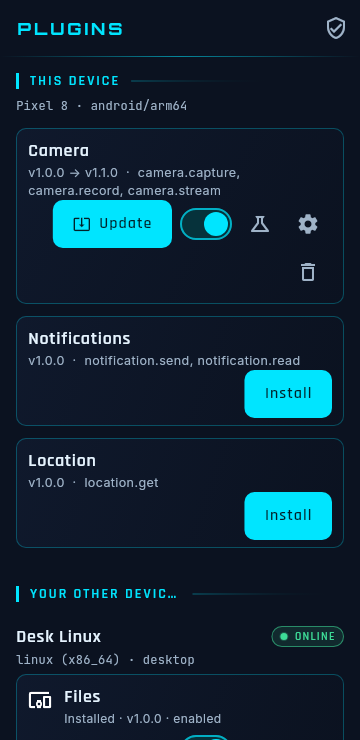 PLUGINS
THIS DEVICE
Pixel 8 · android/arm64
Camera
v1.0.0 → v1.1.0 · camera.capture,
camera.record, camera.stream
Update
Notifications
v1.0.0 · notification.send, notification.read
Install
Location
v1.0.0 · location.get
Install
YOUR OTHER DEVIC…
Desk Linux
ONLINE
linux (x86_64) · desktop
Files
Installed · v1.0.0 · enabled